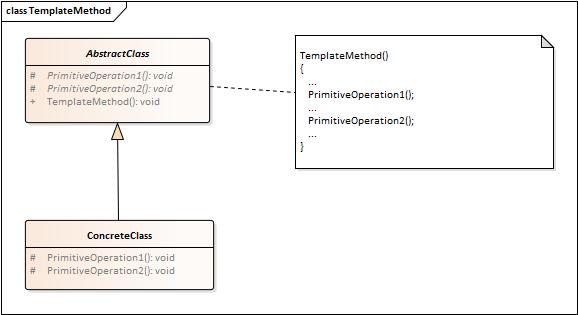 class TemplateMethod
AbstractClass
# PrimitiveOperation1(): void
# PrimitiveOperation2(): void
+ TemplateMethod(): void
TemplateMethod()
{
...
PrimitiveOperation1();
...
PrimitiveOperation2();
...
}
ConcreteClass
# PrimitiveOperation1(): void
# PrimitiveOperation2(): void